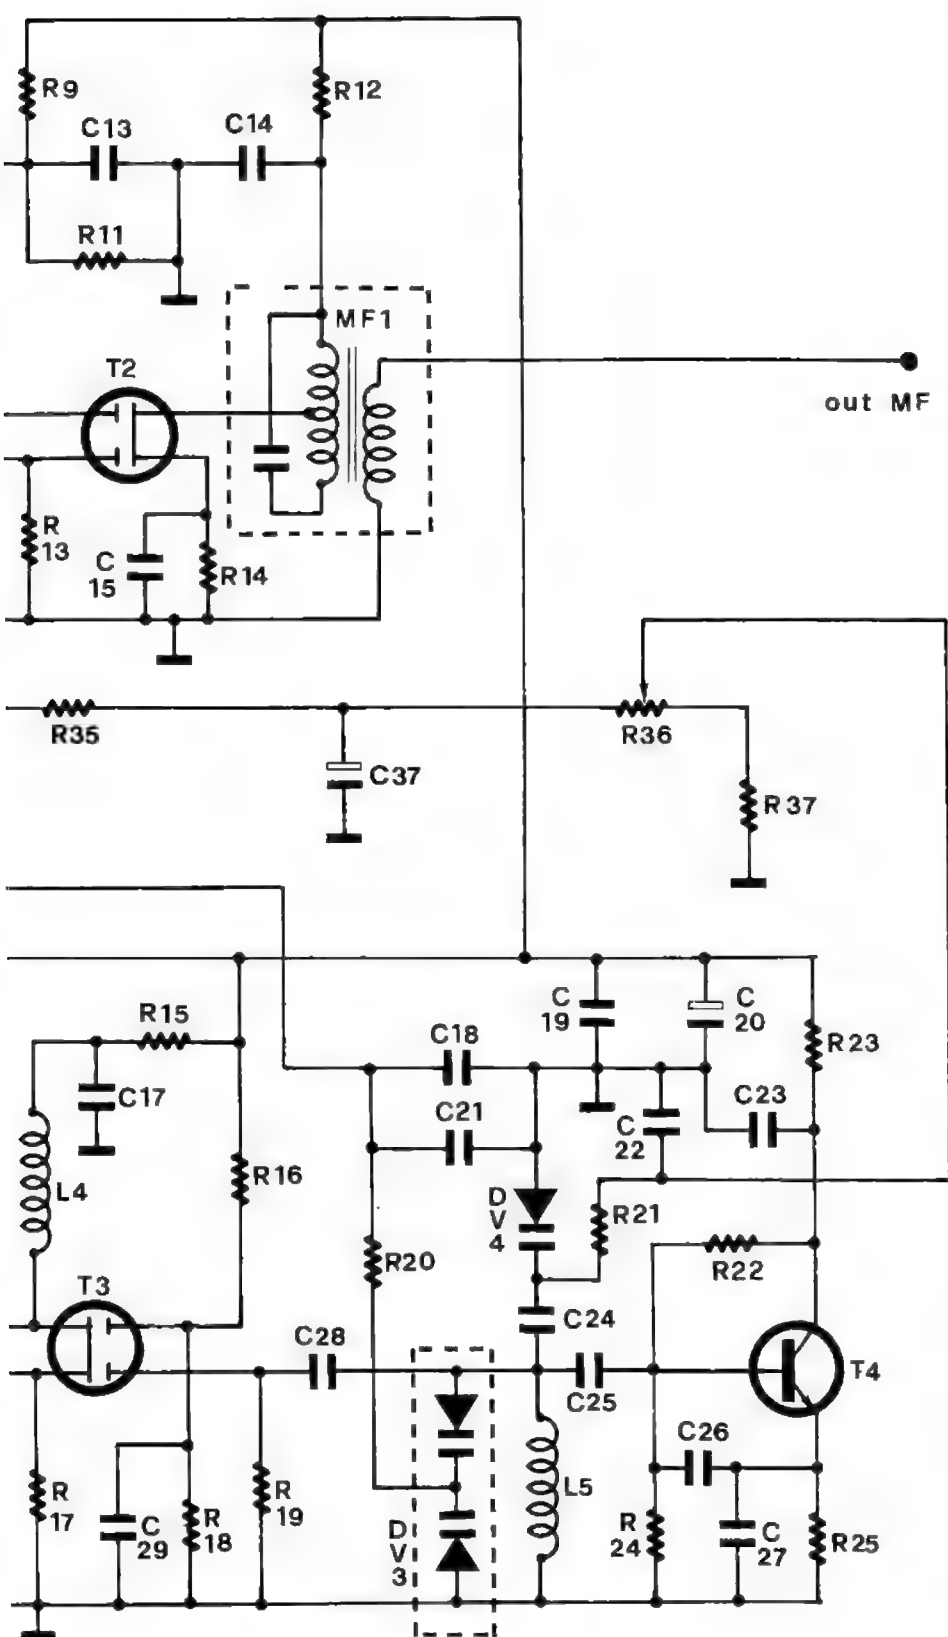 R9
R12
C13
C14
R11
MF1
T2
out MF
R
13
C
15
R14
R35
R36
C37
R37
R15
C
19
C
20
C18
R23
C17
C21
C
22
C23
L4
R16
D
V
4
R21
R20
R22
T3
C28
C24
T4
C25
C26
L5
R
17
C
29
R
18
R
19
D
V
3
R
24
C
27
R25